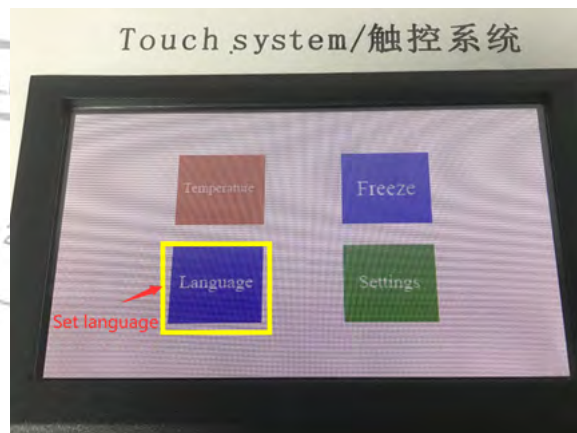 Touch system/触控系统
Temperature
Freeze
Language
Settings
Set language